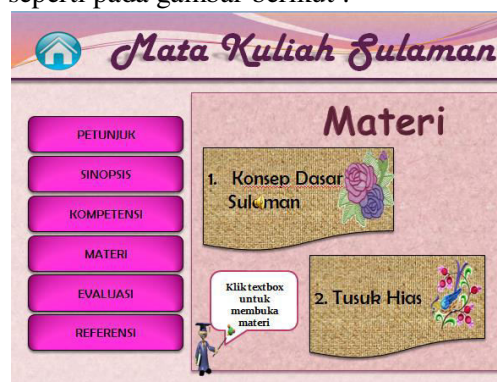 seperti pada gambar berikut :
Mata Kuliah Sulaman
PETUNJUK
SINOPSIS
KOMPETENSI
MATERI
EVALUASI
REFERENSI
Materi
1. Konsep Dasar
Sulaman
Klik textbox
untuk
membuka
materi
2. Tusuk Hias